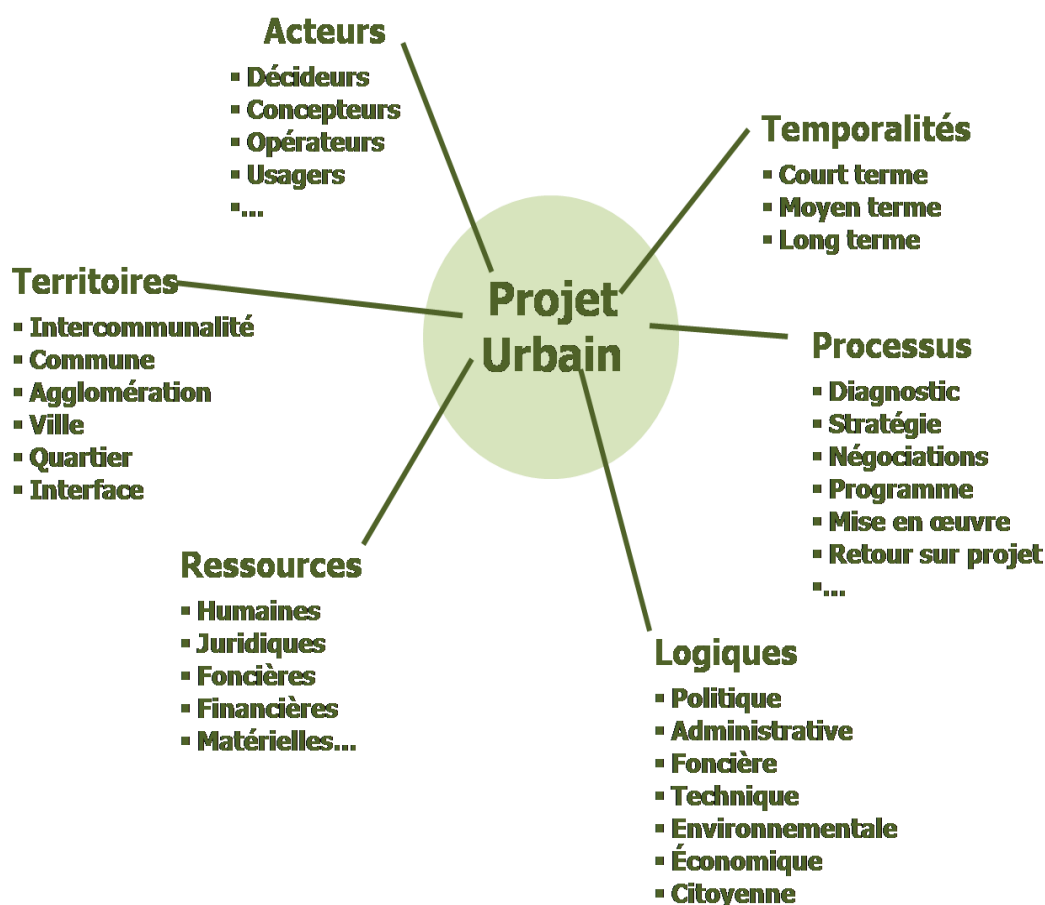 Acteurs
▪ Décideurs
▪ Concepteurs
▪ Opérateurs
▪ Usagers
▪...
Temporalités
▪ Court terme
▪ Moyen terme
▪ Long terme
Projet
Urbain
Territoires
▪ Intercommunalité
▪ Commune
▪ Agglomération
▪ Ville
▪ Quartier
▪ Interface
Processus
▪ Diagnostic
▪ Stratégie
▪ Négociations
▪ Programme
▪ Mise en œuvre
▪ Retour sur projet
▪...
Ressources
▪ Humaines
▪ Juridiques
▪ Foncières
▪ Financières
▪ Matérielles...
Logiques
▪ Politique
▪ Administrative
▪ Foncière
▪ Technique
▪ Environnementale
▪ Économique
▪ Citoyenne